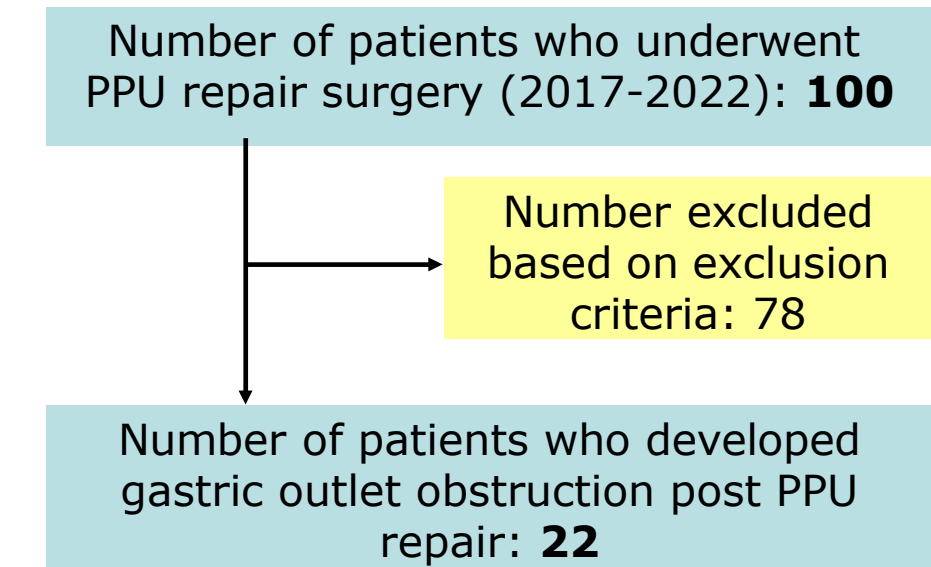 Number of patients who underwent
PPU repair surgery (2017-2022): 100
Number excluded
based on exclusion
criteria: 78
Number of patients who developed
gastric outlet obstruction post PPU
repair: 22